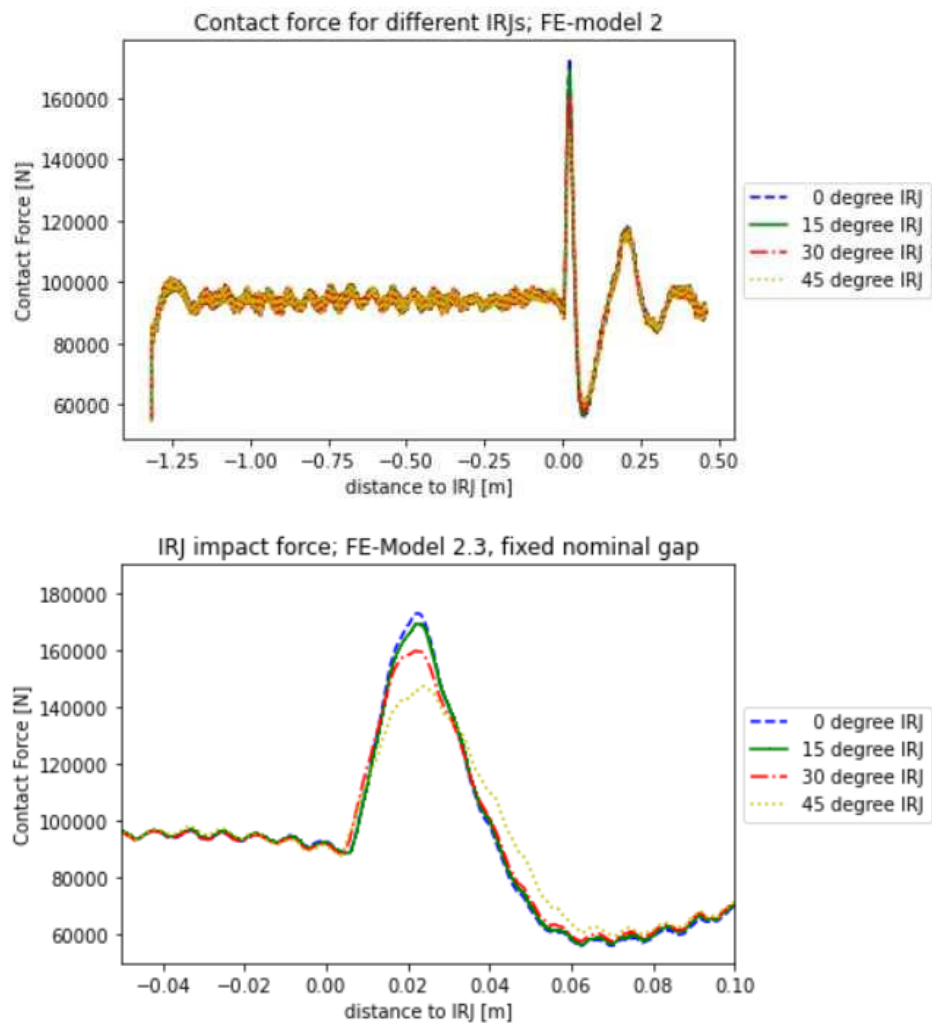 Contact force for different IRJs; FE-model 2
160000
140000
120000
100000
80000
60000
Contact Force [N]
−1.25 −1.00 −0.75 −0.50 −0.25 0.00 0.25 0.50
distance to IRJ [m]
0 degree IRJ
15 degree IRJ
30 degree IRJ
45 degree IRJ
IRJ impact force; FE-Model 2.3, fixed nominal gap
180000
160000
140000
120000
100000
80000
60000
Contact Force [N]
−0.04 −0.02 0.00 0.02 0.04 0.06 0.08 0.10
distance to IRJ [m]
0 degree IRJ
15 degree IRJ
30 degree IRJ
45 degree IRJ